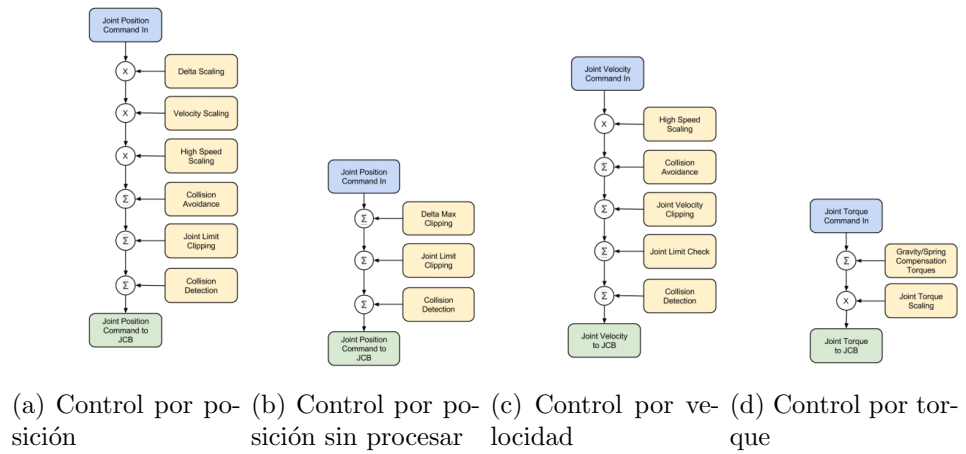 Joint Position
Command In
X
Delta Scaling
X
Velocity Scaling
X
High Speed
Scaling
Σ
Collision
Avoidance
Σ
Joint Limit
Clipping
Σ
Collision
Detection
Joint Position
Command to
JCB
(a) Control por po-
sición
Joint Position
Command In
Σ
Delta Max
Clipping
Σ
Joint Limit
Clipping
Σ
Collision
Detection
Joint Position
Command to
JCB
(b) Control por po-
sición sin procesar
Joint Velocity
Command In
X
High Speed
Scaling
Σ
Collision
Avoidance
Σ
Joint Velocity
Clipping
Σ
Joint Limit Check
Σ
Collision
Detection
Joint Velocity
to JCB
(c) Control por ve-
locidad
Joint Torque
Command In
Σ
Gravity/Spring
Compensation
Torques
X
Joint Torque
Scaling
Joint Torque
to JCB
(d) Control por tor-
que